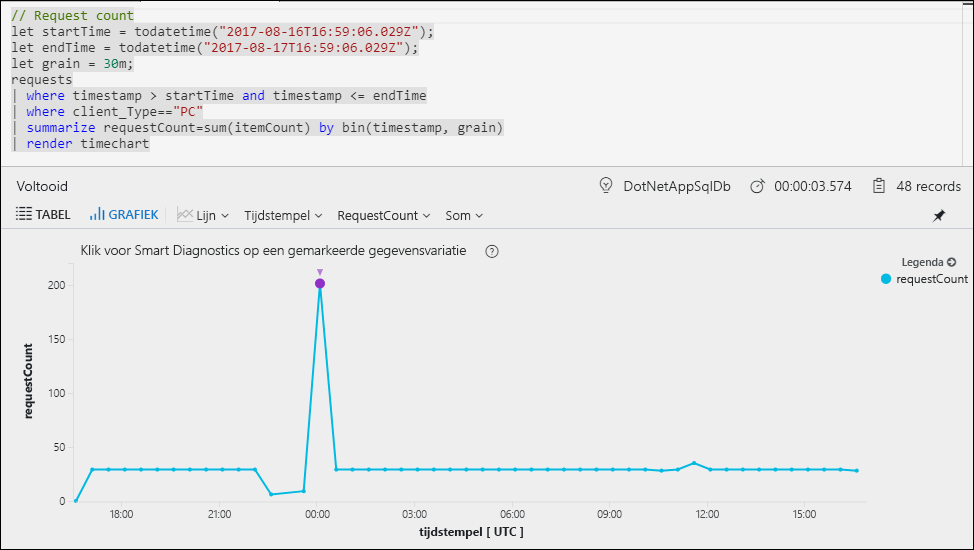 // Request count
let startTime = todatetime("2017-08-16T16:59:06.029Z");
let endTime = todatetime("2017-08-17T16:59:06.029Z");
let grain = 30m;
requests
| where timestamp > startTime and timestamp <= endTime
| where client_Type=="PC"
| summarize requestCount=sum(itemCount) by bin(timestamp, grain)
| render timechart
Voltooid DotNetAppSqlDb 00:00:03.574 48 records
TABEL GRAFIEK Lijn Tijdstempel RequestCount Som
Klik voor Smart Diagnostics op een gemarkeerde gegevensvariatie ?
Legenda
requestCount
requestCount
200
150
100
50
0
18:00 21:00 00:00 03:00 06:00 09:00 12:00 15:00
tijdstempel [ UTC ]